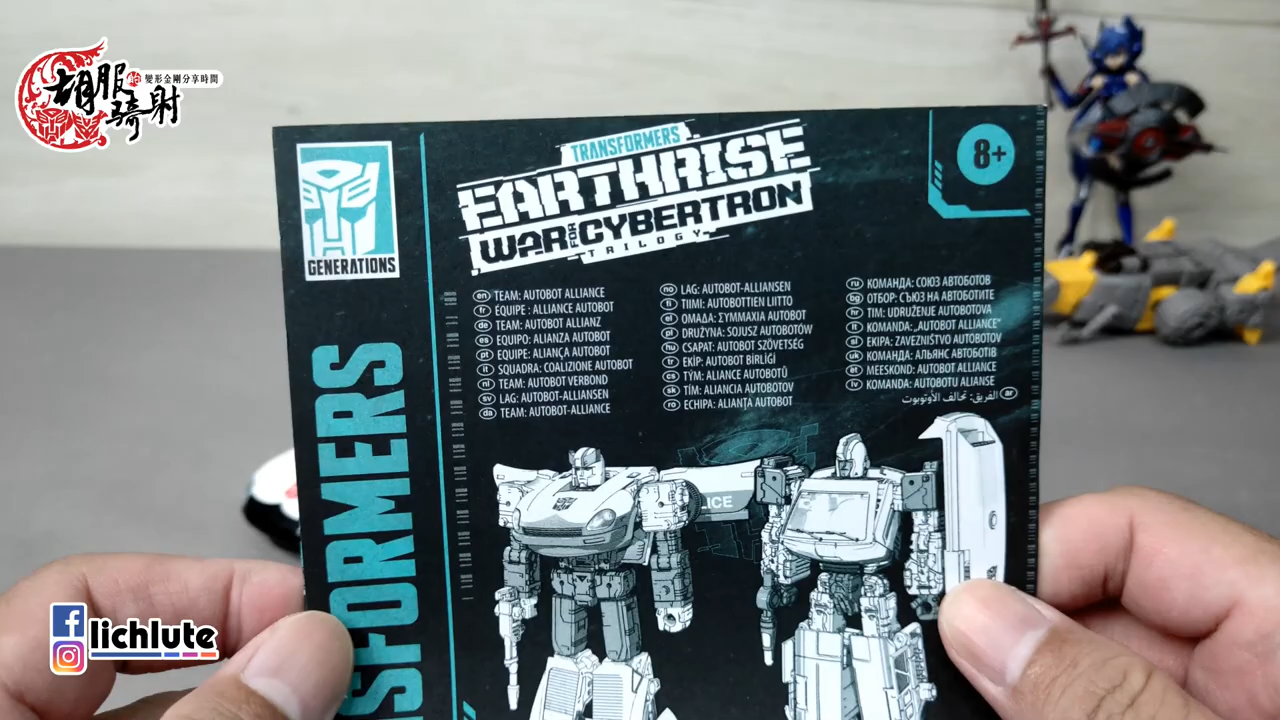 胡服騎射
的變形金剛分享時間
GENERATIONS
TRANSFORMERS
EARTHRISE
WAR FOR CYBERTRON
TRILOGY
8+
en TEAM: AUTOBOT ALLIANCE
fr ÉQUIPE : ALLIANCE AUTOBOT
de TEAM: AUTOBOT ALLIANZ
es EQUIPO: ALIANZA AUTOBOT
pt EQUIPE: ALIANÇA AUTOBOT
it SQUADRA: COALIZIONE AUTOBOT
nl TEAM: AUTOBOT VERBOND
sv LAG: AUTOBOT-ALLIANSEN
da TEAM: AUTOBOT-ALLIANCE
no LAG: AUTOBOT-ALLIANSEN
fi TIIMI: AUTOBOTTIEN LIITTO
el ΟΜΑΔΑ: ΣΥΜΜΑΧΙΑ AUTOBOT
pl DRUŻYNA: SOJUSZ AUTOBOTÓW
hu CSAPAT: AUTOBOT SZÖVETSÉG
tr EKİP: AUTOBOT BİRLİĞİ
cs TÝM: ALIANCE AUTOBOTŮ
sk TÍM: ALIANCIA AUTOBOTOV
ro ECHIPA: ALIANȚA AUTOBOT
ru КОМАНДА: СОЮЗ АВТОБОТОВ
bg ОТБОР: СЪЮЗ НА АВТОБОТИТЕ
hr TIM: UDRUŽENJE AUTOBOTOVA
lt KOMANDA: „AUTOBOT ALLIANCE“
sl EKIPA: ZAVEZNIŠTVO AUTOBOTOV
uk КОМАНДА: АЛЬЯНС АВТОБОТІВ
et MEESKOND: AUTOBOT ALLIANCE
lv KOMANDA: AUTOBOTU ALIANSE
ar الفريق: تحالف الأوتوبوت
NSFORMERS
LICE
lichlute